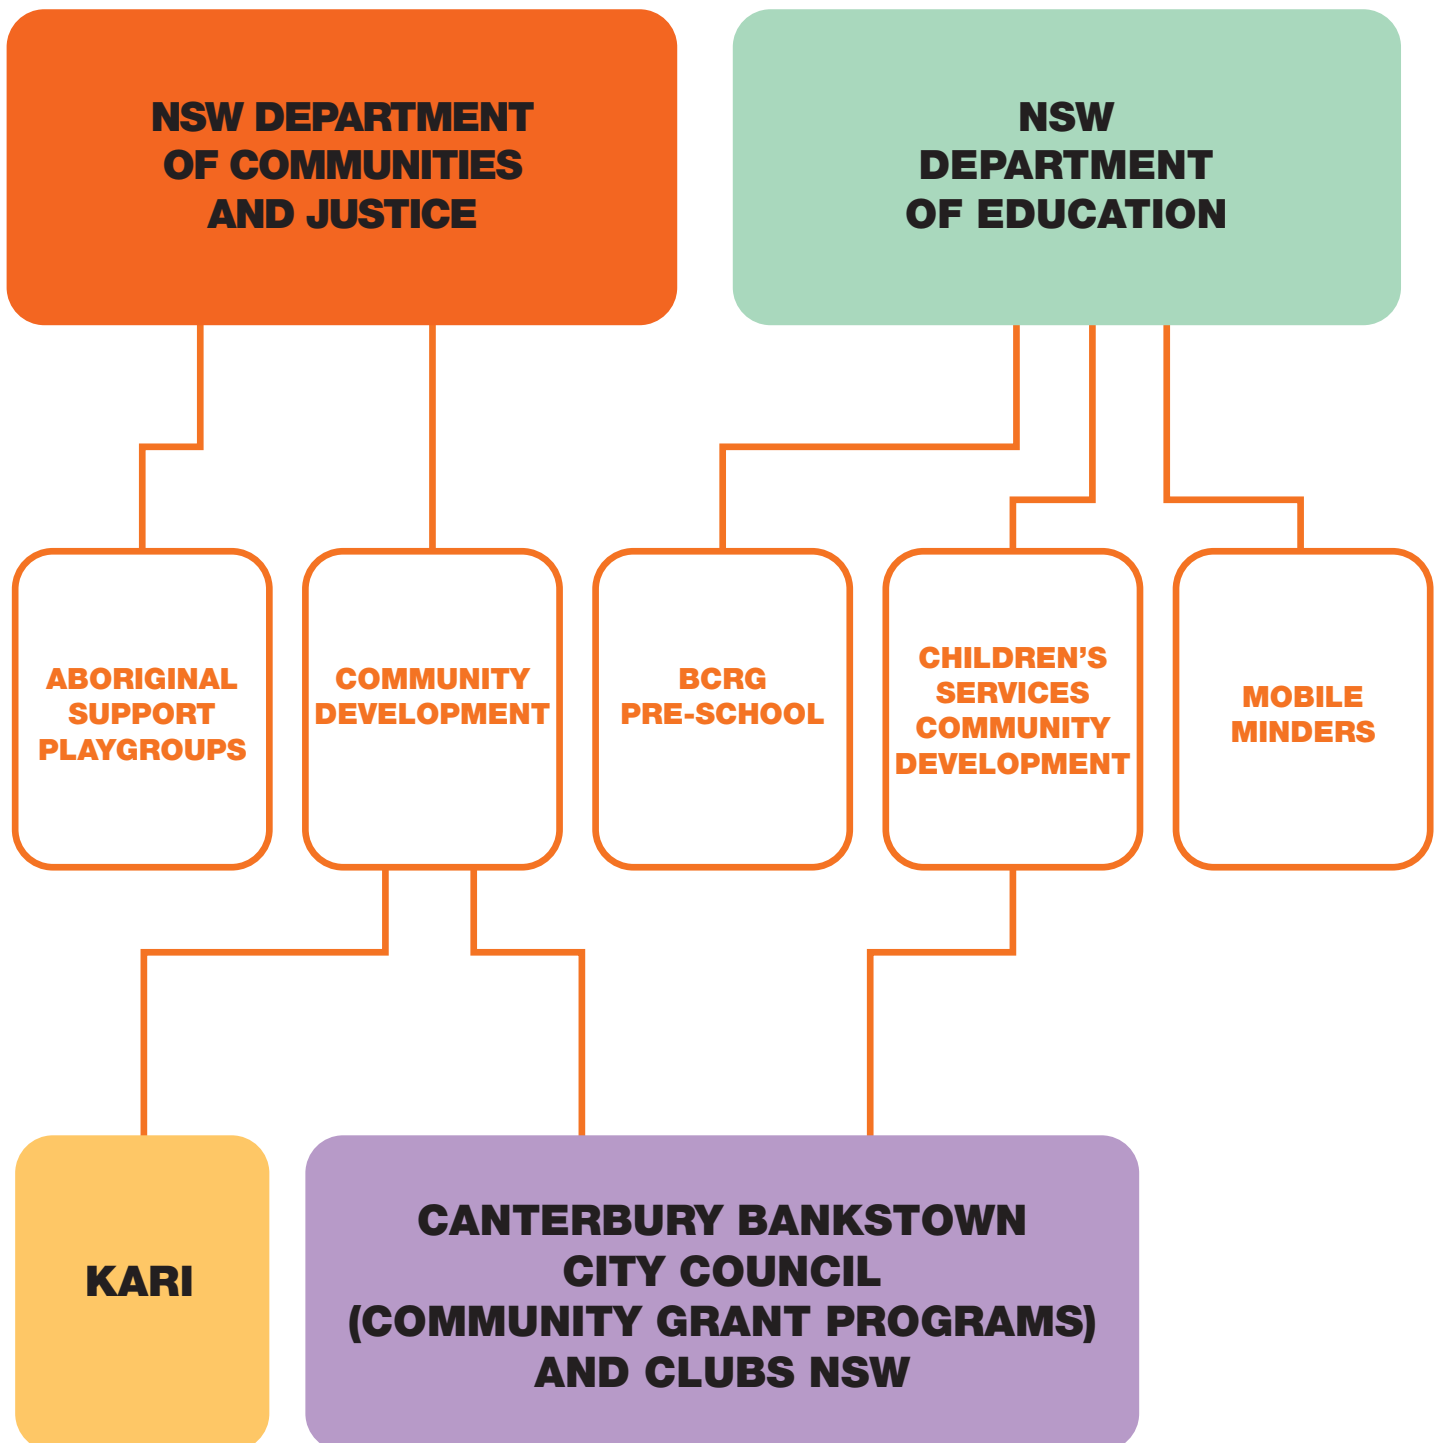 NSW DEPARTMENT
OF COMMUNITIES
AND JUSTICE
NSW
DEPARTMENT
OF EDUCATION
ABORIGINAL
SUPPORT
PLAYGROUPS
COMMUNITY
DEVELOPMENT
BCRG
PRE-SCHOOL
CHILDREN’S
SERVICES
COMMUNITY
DEVELOPMENT
MOBILE
MINDERS
KARI
CANTERBURY BANKSTOWN
CITY COUNCIL
(COMMUNITY GRANT PROGRAMS)
AND CLUBS NSW